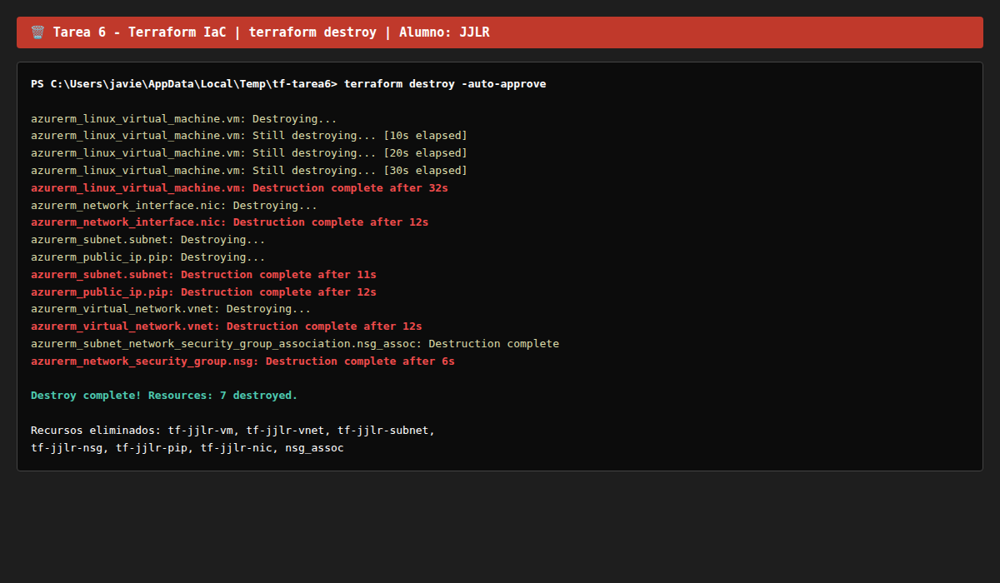 Tarea 6 - Terraform IaC | terraform destroy | Alumno: JJLR
PS C:\Users\javie\AppData\Local\Temp\tf-tarea6> terraform destroy -auto-approve
azurerm_linux_virtual_machine.vm: Destroying...
azurerm_linux_virtual_machine.vm: Still destroying... [10s elapsed]
azurerm_linux_virtual_machine.vm: Still destroying... [20s elapsed]
azurerm_linux_virtual_machine.vm: Still destroying... [30s elapsed]
azurerm_linux_virtual_machine.vm: Destruction complete after 32s
azurerm_network_interface.nic: Destroying...
azurerm_network_interface.nic: Destruction complete after 12s
azurerm_subnet.subnet: Destroying...
azurerm_public_ip.pip: Destroying...
azurerm_subnet.subnet: Destruction complete after 11s
azurerm_public_ip.pip: Destruction complete after 12s
azurerm_virtual_network.vnet: Destroying...
azurerm_virtual_network.vnet: Destruction complete after 12s
azurerm_subnet_network_security_group_association.nsg_assoc: Destruction complete
azurerm_network_security_group.nsg: Destruction complete after 6s
Destroy complete! Resources: 7 destroyed.
Recursos eliminados: tf-jjlr-vm, tf-jjlr-vnet, tf-jjlr-subnet,
tf-jjlr-nsg, tf-jjlr-pip, tf-jjlr-nic, nsg_assoc